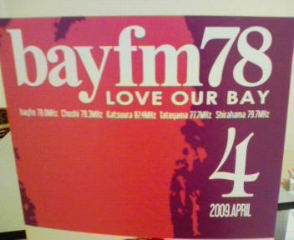 bayfm78
LOVE OUR BAY
bayfm 78.0MHz Choshi 79.3MHz Katsuura 87.4MHz Tateyama 77.7MHz Shirahama 79.7MHz
4
2009.APRIL